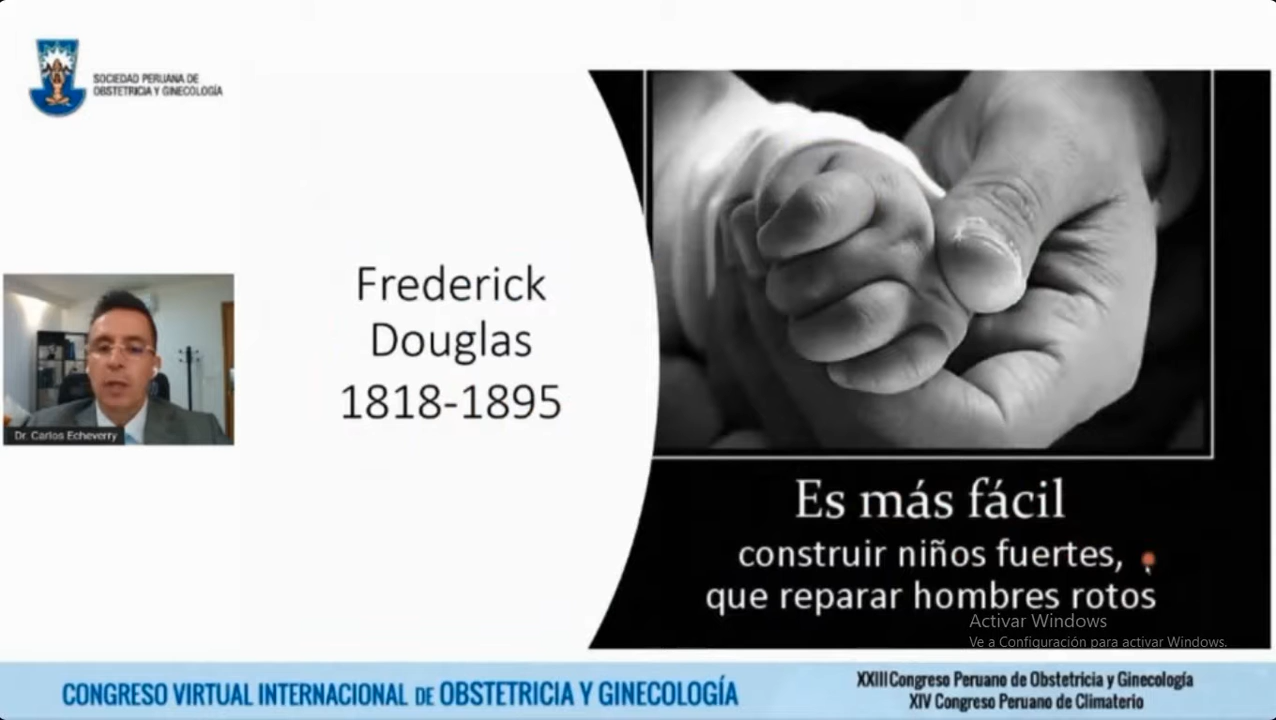 SOCIEDAD PERUANA DE
OBSTETRICIA Y GINECOLOGÍA
Frederick
Douglas
1818-1895
Dr. Carlos Echeverry
Es más fácil
construir niños fuertes,
que reparar hombres rotos
Activar Windows
Ve a Configuración para activar Windows.
CONGRESO VIRTUAL INTERNACIONAL DE OBSTETRICIA Y GINECOLOGÍA
XXIII Congreso Peruano de Obstetricia y Ginecología
XIV Congreso Peruano de Climaterio